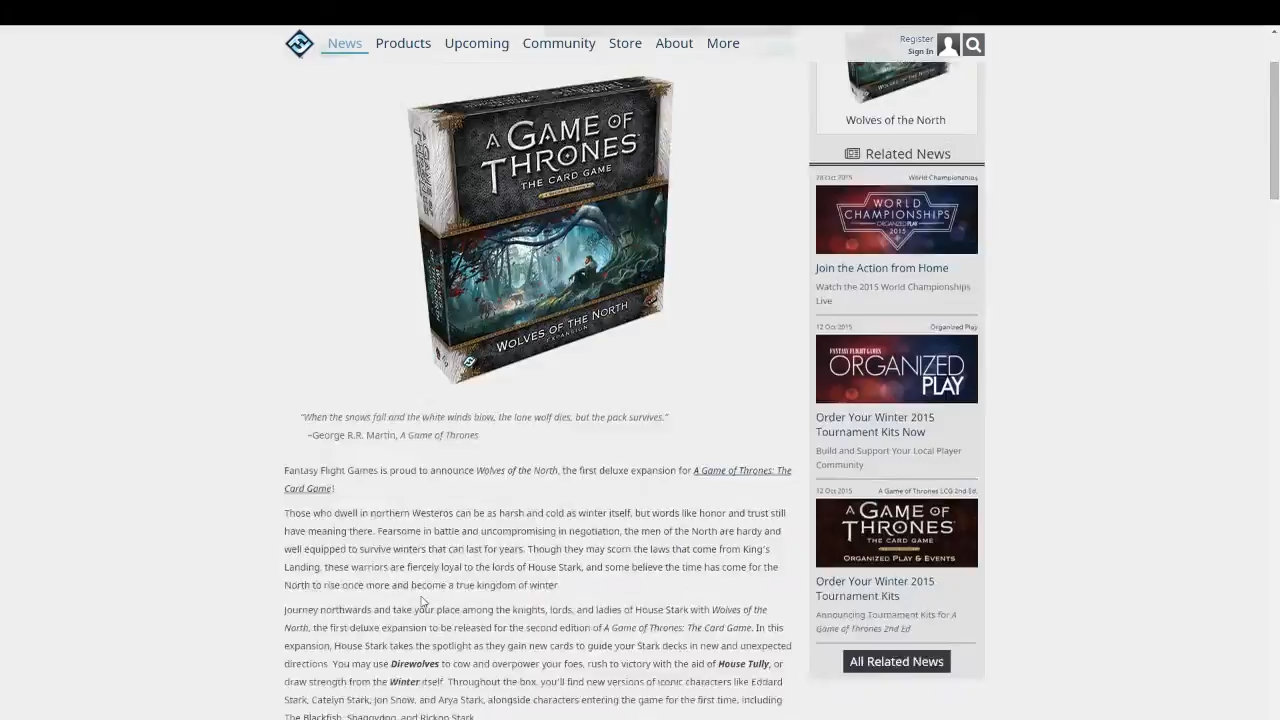 News Products Upcoming Community Store About More
Register
Sign In
A GAME OF
THRONES
THE CARD GAME
WOLVES OF THE NORTH
EXPANSION
"When the snows fall and the white winds blow, the lone wolf dies, but the pack survives."
–George R.R. Martin, A Game of Thrones
Fantasy Flight Games is proud to announce Wolves of the North, the first deluxe expansion for A Game of Thrones: The
Card Game!
Those who dwell in northern Westeros can be as harsh and cold as winter itself, but words like honor and trust still
have meaning there. Fearsome in battle and uncompromising in negotiation, the men of the North are hardy and
well equipped to survive winters that can last for years. Though they may scorn the laws that come from King's
Landing, these warriors are fiercely loyal to the lords of House Stark, and some believe the time has come for the
North to rise once more and become a true kingdom of winter.
Journey northwards and take your place among the knights, lords, and ladies of House Stark with Wolves of the
North, the first deluxe expansion to be released for the second edition of A Game of Thrones: The Card Game. In this
expansion, House Stark takes the spotlight as they gain new cards to guide your Stark decks in new and unexpected
directions. You may use Direwolves to cow and overpower your foes, rush to victory with the aid of House Tully, or
draw strength from the Winter itself. Throughout the box, you'll find new versions of iconic characters like Eddard
Stark, Catelyn Stark, Jon Snow, and Arya Stark, alongside characters entering the game for the first time, including
The Blackfish, Shaggydog, and Rickon Stark.
WOLVES OF THE NORTH
Wolves of the North
Related News
28 Oct 2015 World Championships
WORLD
CHAMPIONSHIPS
ORGANIZED PLAY
2015
Join the Action from Home
Watch the 2015 World Championships
Live
12 Oct 2015 Organized Play
FANTASY FLIGHT GAMES
ORGANIZED
PLAY
Order Your Winter 2015
Tournament Kits Now
Build and Support Your Local Player
Community
12 Oct 2015 A Game of Thrones LCG 2nd Ed.
A GAME OF
THRONES
THE CARD GAME
ORGANIZED PLAY & EVENTS
Order Your Winter 2015
Tournament Kits
Announcing Tournament Kits for A
Game of Thrones 2nd Ed
All Related News